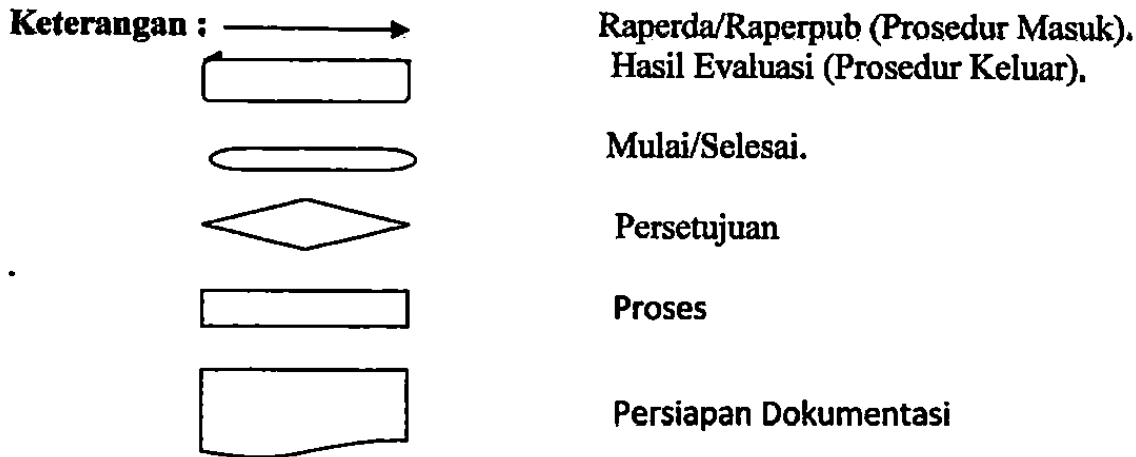 Keterangan : Raperda/Raperpub (Prosedur Masuk).
Hasil Evaluasi (Prosedur Keluar).
Mulai/Selesai.
Persetujuan
Proses
Persiapan Dokumentasi